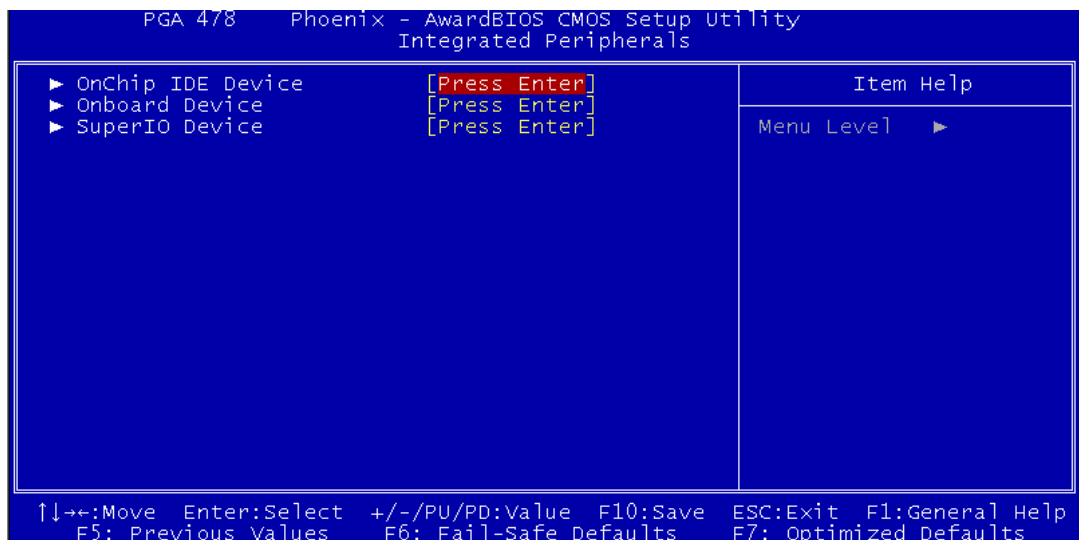 PGA 478 Phoenix - AwardBIOS CMOS Setup Utility
Integrated Peripherals
► OnChip IDE Device [Press Enter]
► Onboard Device [Press Enter]
► SuperIO Device [Press Enter]
Item Help
Menu Level ►
↑↓→←:Move Enter:Select +/-/PU/PD:Value F10:Save ESC:Exit F1:General Help
F5: Previous Values F6: Fail-Safe Defaults F7: Optimized Defaults